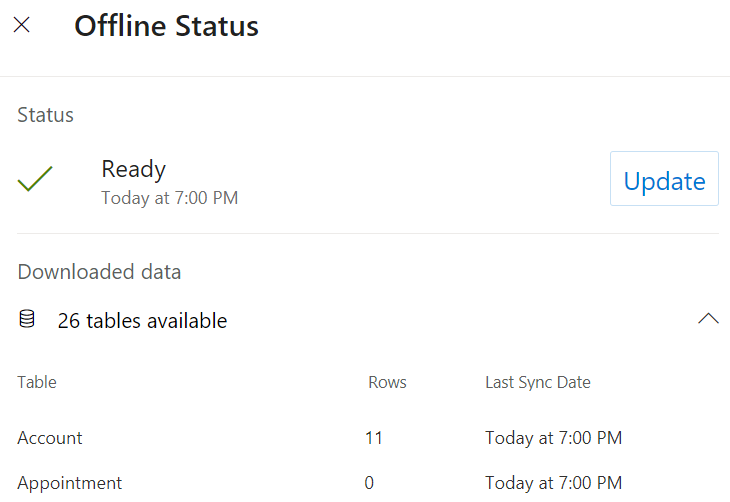 Offline Status
Status
Ready
Today at 7:00 PM
Update
Downloaded data
26 tables available
Table Rows Last Sync Date
Account 11 Today at 7:00 PM
Appointment 0 Today at 7:00 PM